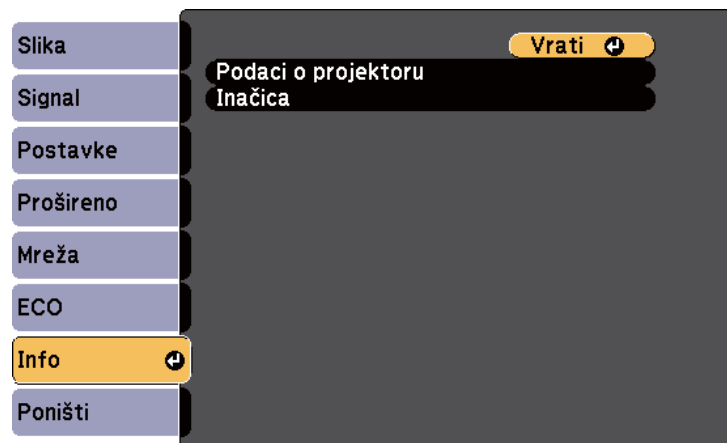 Slika
Signal
Postavke
Prošireno
Mreža
ECO
Info
Poništi
Vrati
Podaci o projektoru
Inačica